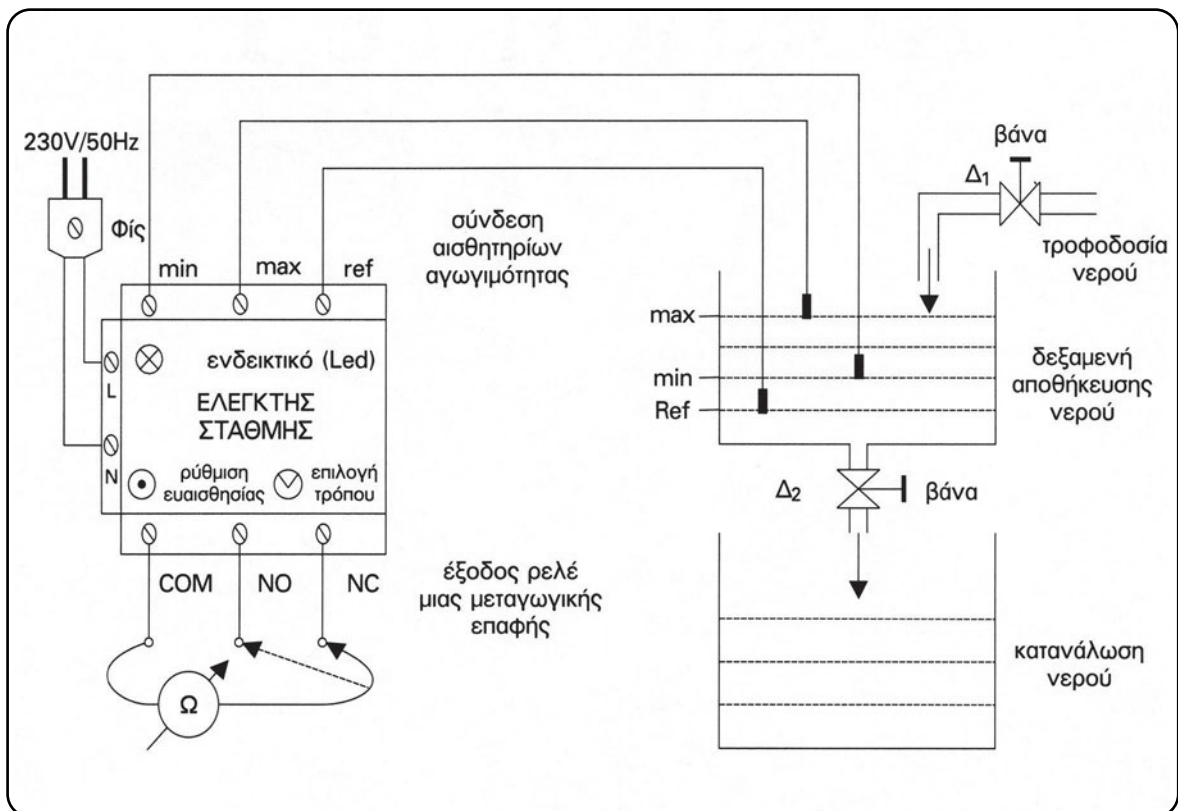 230V/50Hz
Φίς
min
max
ref
σύνδεση
αισθητηρίων
αγωγιμότητας
βάνα
Δ1
τροφοδοσία
νερού
L
N
ενδεικτικό (Led)
ΕΛΕΓΚΤΗΣ
ΣΤΑΘΜΗΣ
ρύθμιση
ευαισθησίας
επιλογή
τρόπου
max
min
Ref
δεξαμενή
αποθήκευσης
νερού
Δ2
βάνα
COM
NO
NC
έξοδος ρελέ
μιας μεταγωγικής
επαφής
Ω
κατανάλωση
νερού